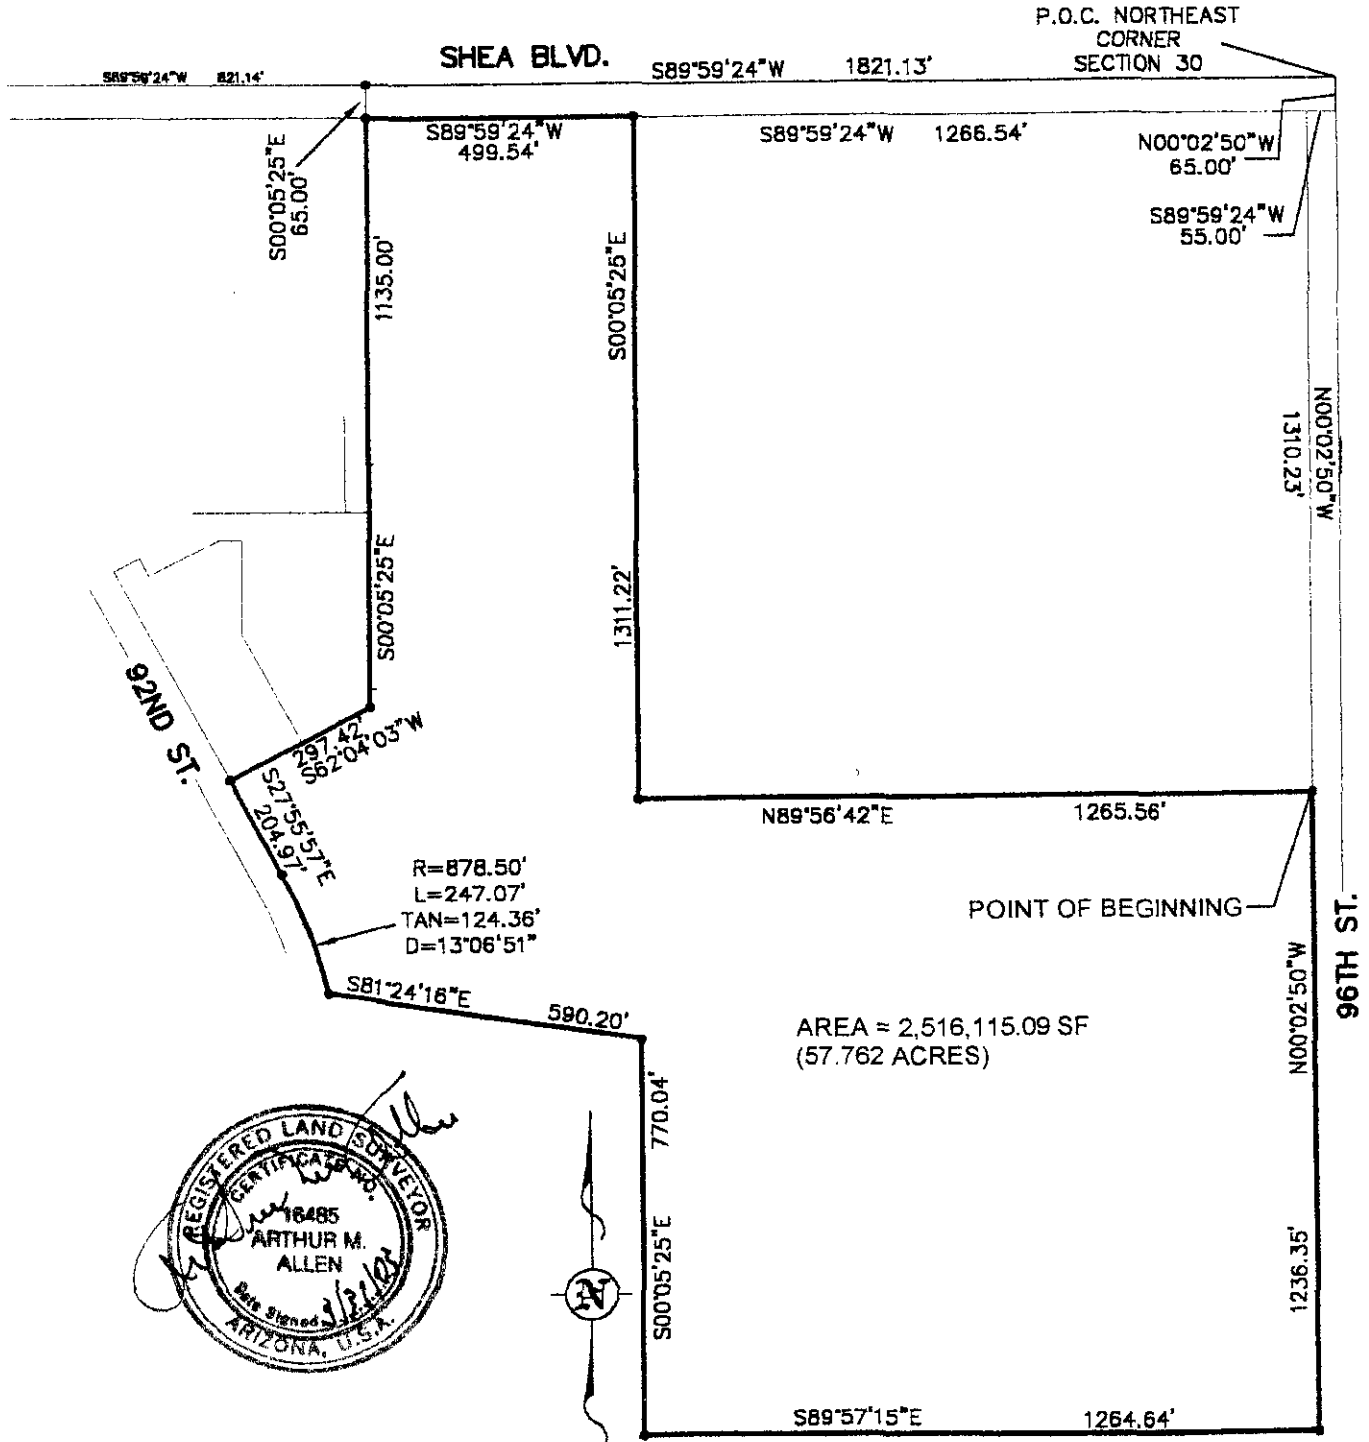 P.O.C. NORTHEAST
CORNER
SECTION 30
SHEA BLVD.
S89°59'24"W 821.14'
S89°59'24"W 1821.13'
S89°59'24"W
499.54'
S89°59'24"W 1266.54'
N00°02'50"W
65.00'
S89°59'24"W
55.00'
S00°05'25"E
65.00'
1135.00'
S00°05'25"E
S00°05'25"E
1311.22'
N00°02'50"W
1310.23'
92ND ST.
297.42'
S62°04'03"W
S27°55'57"E
204.97'
N89°56'42"E 1265.56'
R=878.50'
L=247.07'
TAN=124.36'
D=13°06'51"
POINT OF BEGINNING
96TH ST.
S81°24'16"E 590.20'
AREA = 2,516,115.09 SF
(57.762 ACRES)
N00°02'50"W
1236.35'
770.04'
S00°05'25"E
REGISTERED LAND SURVEYOR
CERTIFICATE NO.
16485
ARTHUR M.
ALLEN
Date Signed
ARIZONA, U.S.A.
N
S89°57'15"E 1264.64'